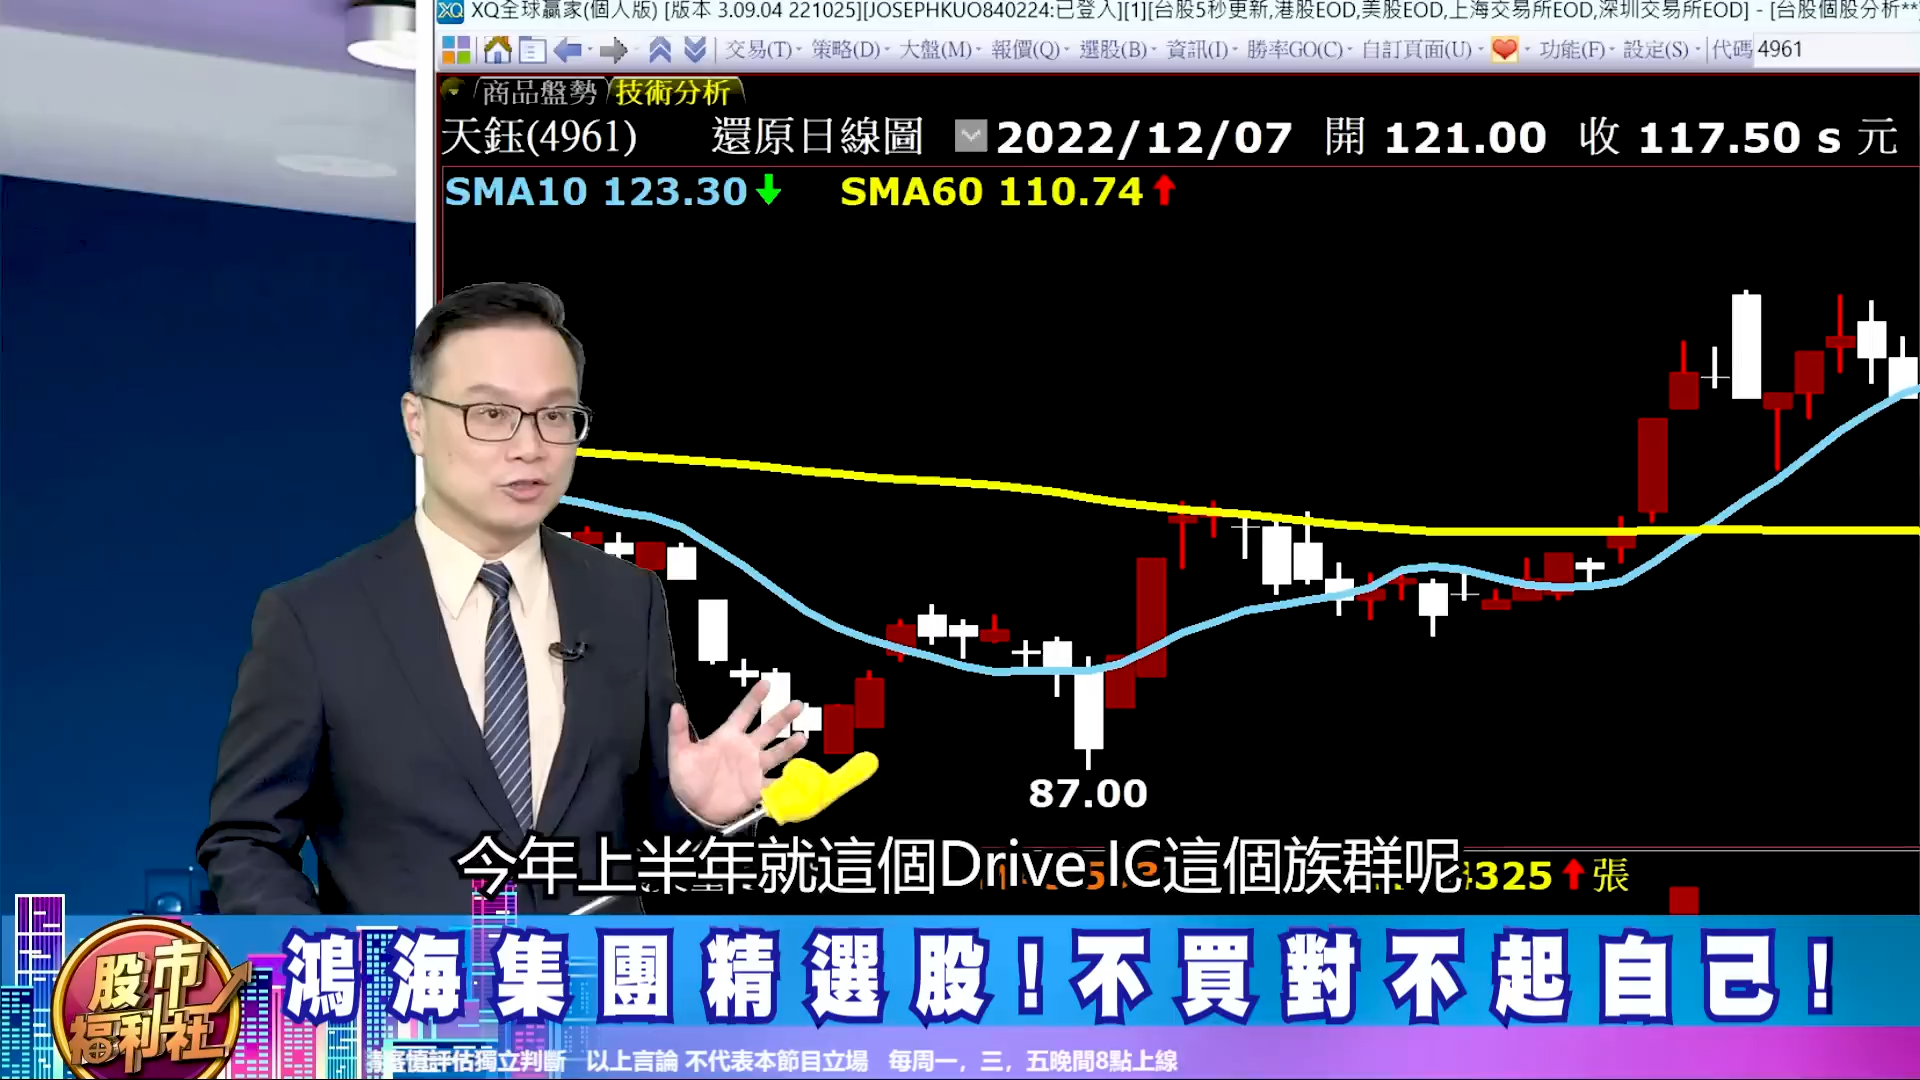 XQ全球贏家(個人版) [版本 3.09.04 221025][JOSEPHKUO840224:已登入][1][台股5秒更新,港股EOD,美股EOD,上海交易所EOD,深圳交易所EOD] - [台股個股分析**
交易(T) 策略(D) 大盤(M) 報價(Q) 選股(B) 資訊(I) 勝率GO(C) 自訂頁面(U) 功能(F) 設定(S) 代碼 4961
商品盤勢 技術分析
天鈺(4961) 還原日線圖 2022/12/07 開 121.00 收 117.50 s 元
SMA10 123.30 SMA60 110.74
87.00
今年上半年就這個Drive IC這個族群呢
325 張
鴻海集團精選股!不買對不起自己!
股市
福利社
審慎評估獨立判斷 以上言論 不代表本節目立場 每周一, 三, 五晚間8點上線